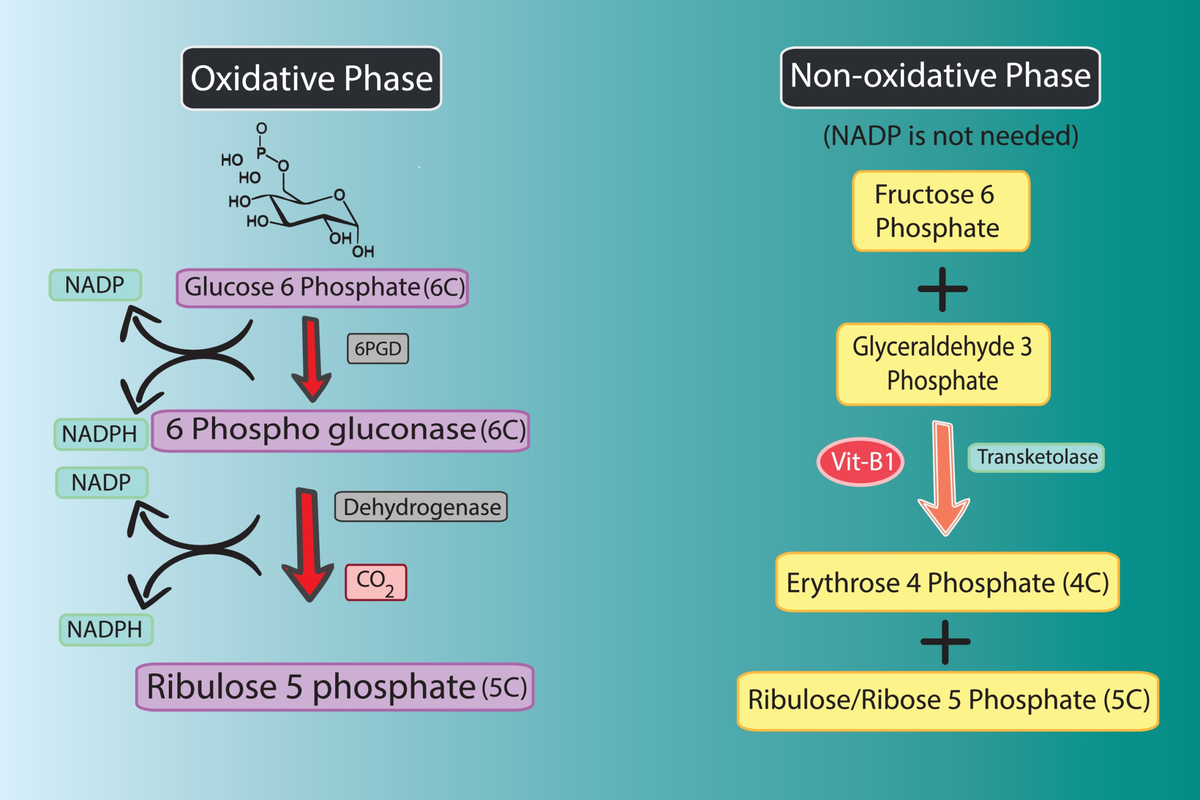 Oxidative Phase
O
P
HO
O
HO
HO
O
HO
OH
OH
NADP
Glucose 6 Phosphate (6C)
6PGD
NADPH
6 Phospho gluconase (6C)
NADP
Dehydrogenase
CO2
NADPH
Ribulose 5 phosphate (5C)
Non-oxidative Phase
(NADP is not needed)
Fructose 6
Phosphate
+
Glyceraldehyde 3
Phosphate
Vit-B1
Transketolase
Erythrose 4 Phosphate (4C)
+
Ribulose/Ribose 5 Phosphate (5C)